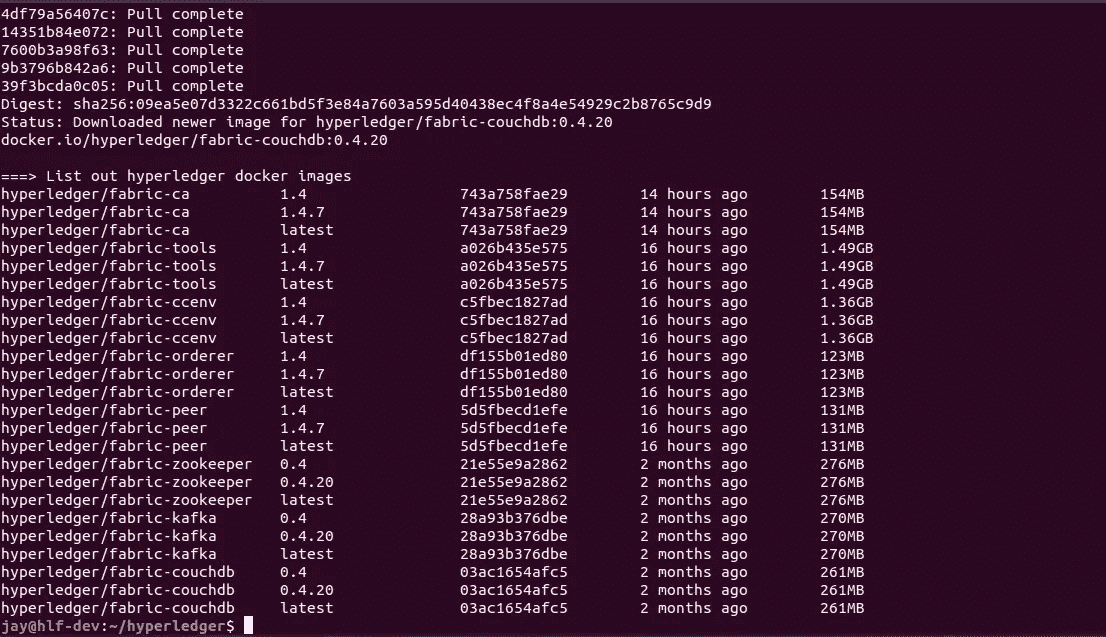 4df79a56407c: Pull complete
14351b84e072: Pull complete
7600b3a98f63: Pull complete
9b3796b842a6: Pull complete
39f3bcda0c05: Pull complete
Digest: sha256:09ea5e07d3322c661bd5f3e84a7603a595d40438ec4f8a4e54929c2b8765c9d9
Status: Downloaded newer image for hyperledger/fabric-couchdb:0.4.20
docker.io/hyperledger/fabric-couchdb:0.4.20
===> List out hyperledger docker images
hyperledger/fabric-ca 1.4 743a758fae29 14 hours ago 154MB
hyperledger/fabric-ca 1.4.7 743a758fae29 14 hours ago 154MB
hyperledger/fabric-ca latest 743a758fae29 14 hours ago 154MB
hyperledger/fabric-tools 1.4 a026b435e575 16 hours ago 1.49GB
hyperledger/fabric-tools 1.4.7 a026b435e575 16 hours ago 1.49GB
hyperledger/fabric-tools latest a026b435e575 16 hours ago 1.49GB
hyperledger/fabric-ccenv 1.4 c5fbec1827ad 16 hours ago 1.36GB
hyperledger/fabric-ccenv 1.4.7 c5fbec1827ad 16 hours ago 1.36GB
hyperledger/fabric-ccenv latest c5fbec1827ad 16 hours ago 1.36GB
hyperledger/fabric-orderer 1.4 df155b01ed80 16 hours ago 123MB
hyperledger/fabric-orderer 1.4.7 df155b01ed80 16 hours ago 123MB
hyperledger/fabric-orderer latest df155b01ed80 16 hours ago 123MB
hyperledger/fabric-peer 1.4 5d5fbecd1efe 16 hours ago 131MB
hyperledger/fabric-peer 1.4.7 5d5fbecd1efe 16 hours ago 131MB
hyperledger/fabric-peer latest 5d5fbecd1efe 16 hours ago 131MB
hyperledger/fabric-zookeeper 0.4 21e55e9a2862 2 months ago 276MB
hyperledger/fabric-zookeeper 0.4.20 21e55e9a2862 2 months ago 276MB
hyperledger/fabric-zookeeper latest 21e55e9a2862 2 months ago 276MB
hyperledger/fabric-kafka 0.4 28a93b376dbe 2 months ago 270MB
hyperledger/fabric-kafka 0.4.20 28a93b376dbe 2 months ago 270MB
hyperledger/fabric-kafka latest 28a93b376dbe 2 months ago 270MB
hyperledger/fabric-couchdb 0.4 03ac1654afc5 2 months ago 261MB
hyperledger/fabric-couchdb 0.4.20 03ac1654afc5 2 months ago 261MB
hyperledger/fabric-couchdb latest 03ac1654afc5 2 months ago 261MB
jay@hlf-dev:~/hyperledger$